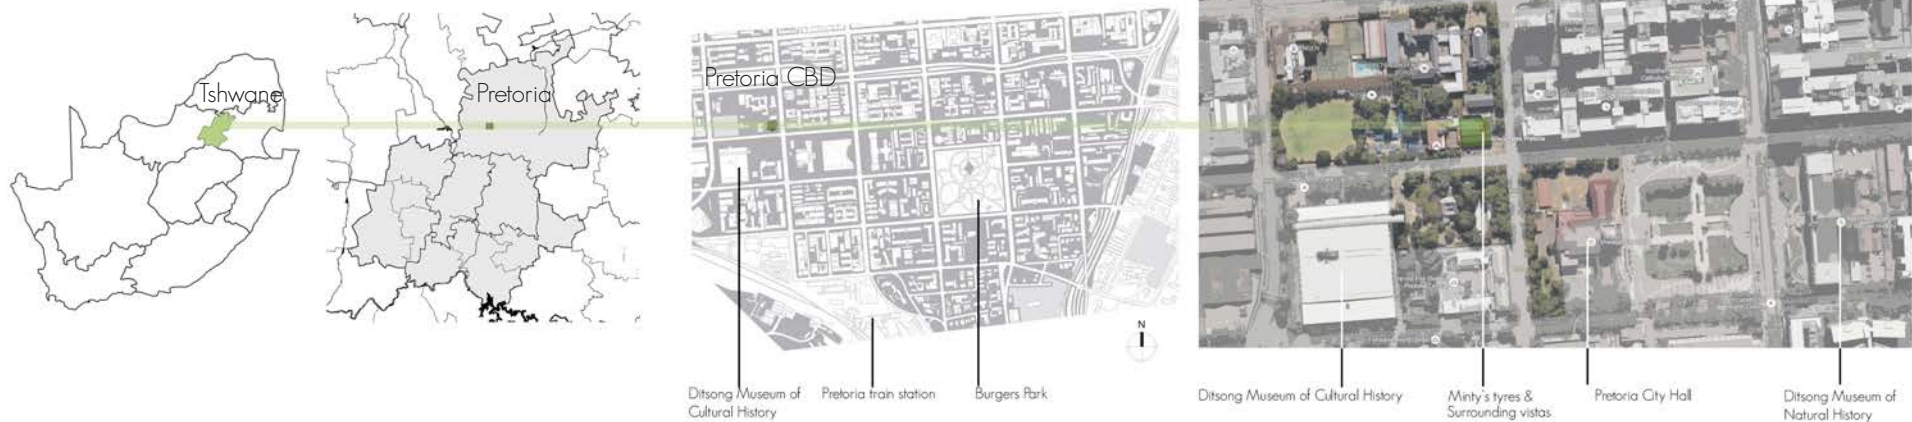 Tshwane
Pretoria
Pretoria CBD
N
Ditsong Museum of
Cultural History
Pretoria train station
Burgers Park
Ditsong Museum of Cultural History
Minty's tyres &
Surrounding vistas
Pretoria City Hall
Ditsong Museum of
Natural History